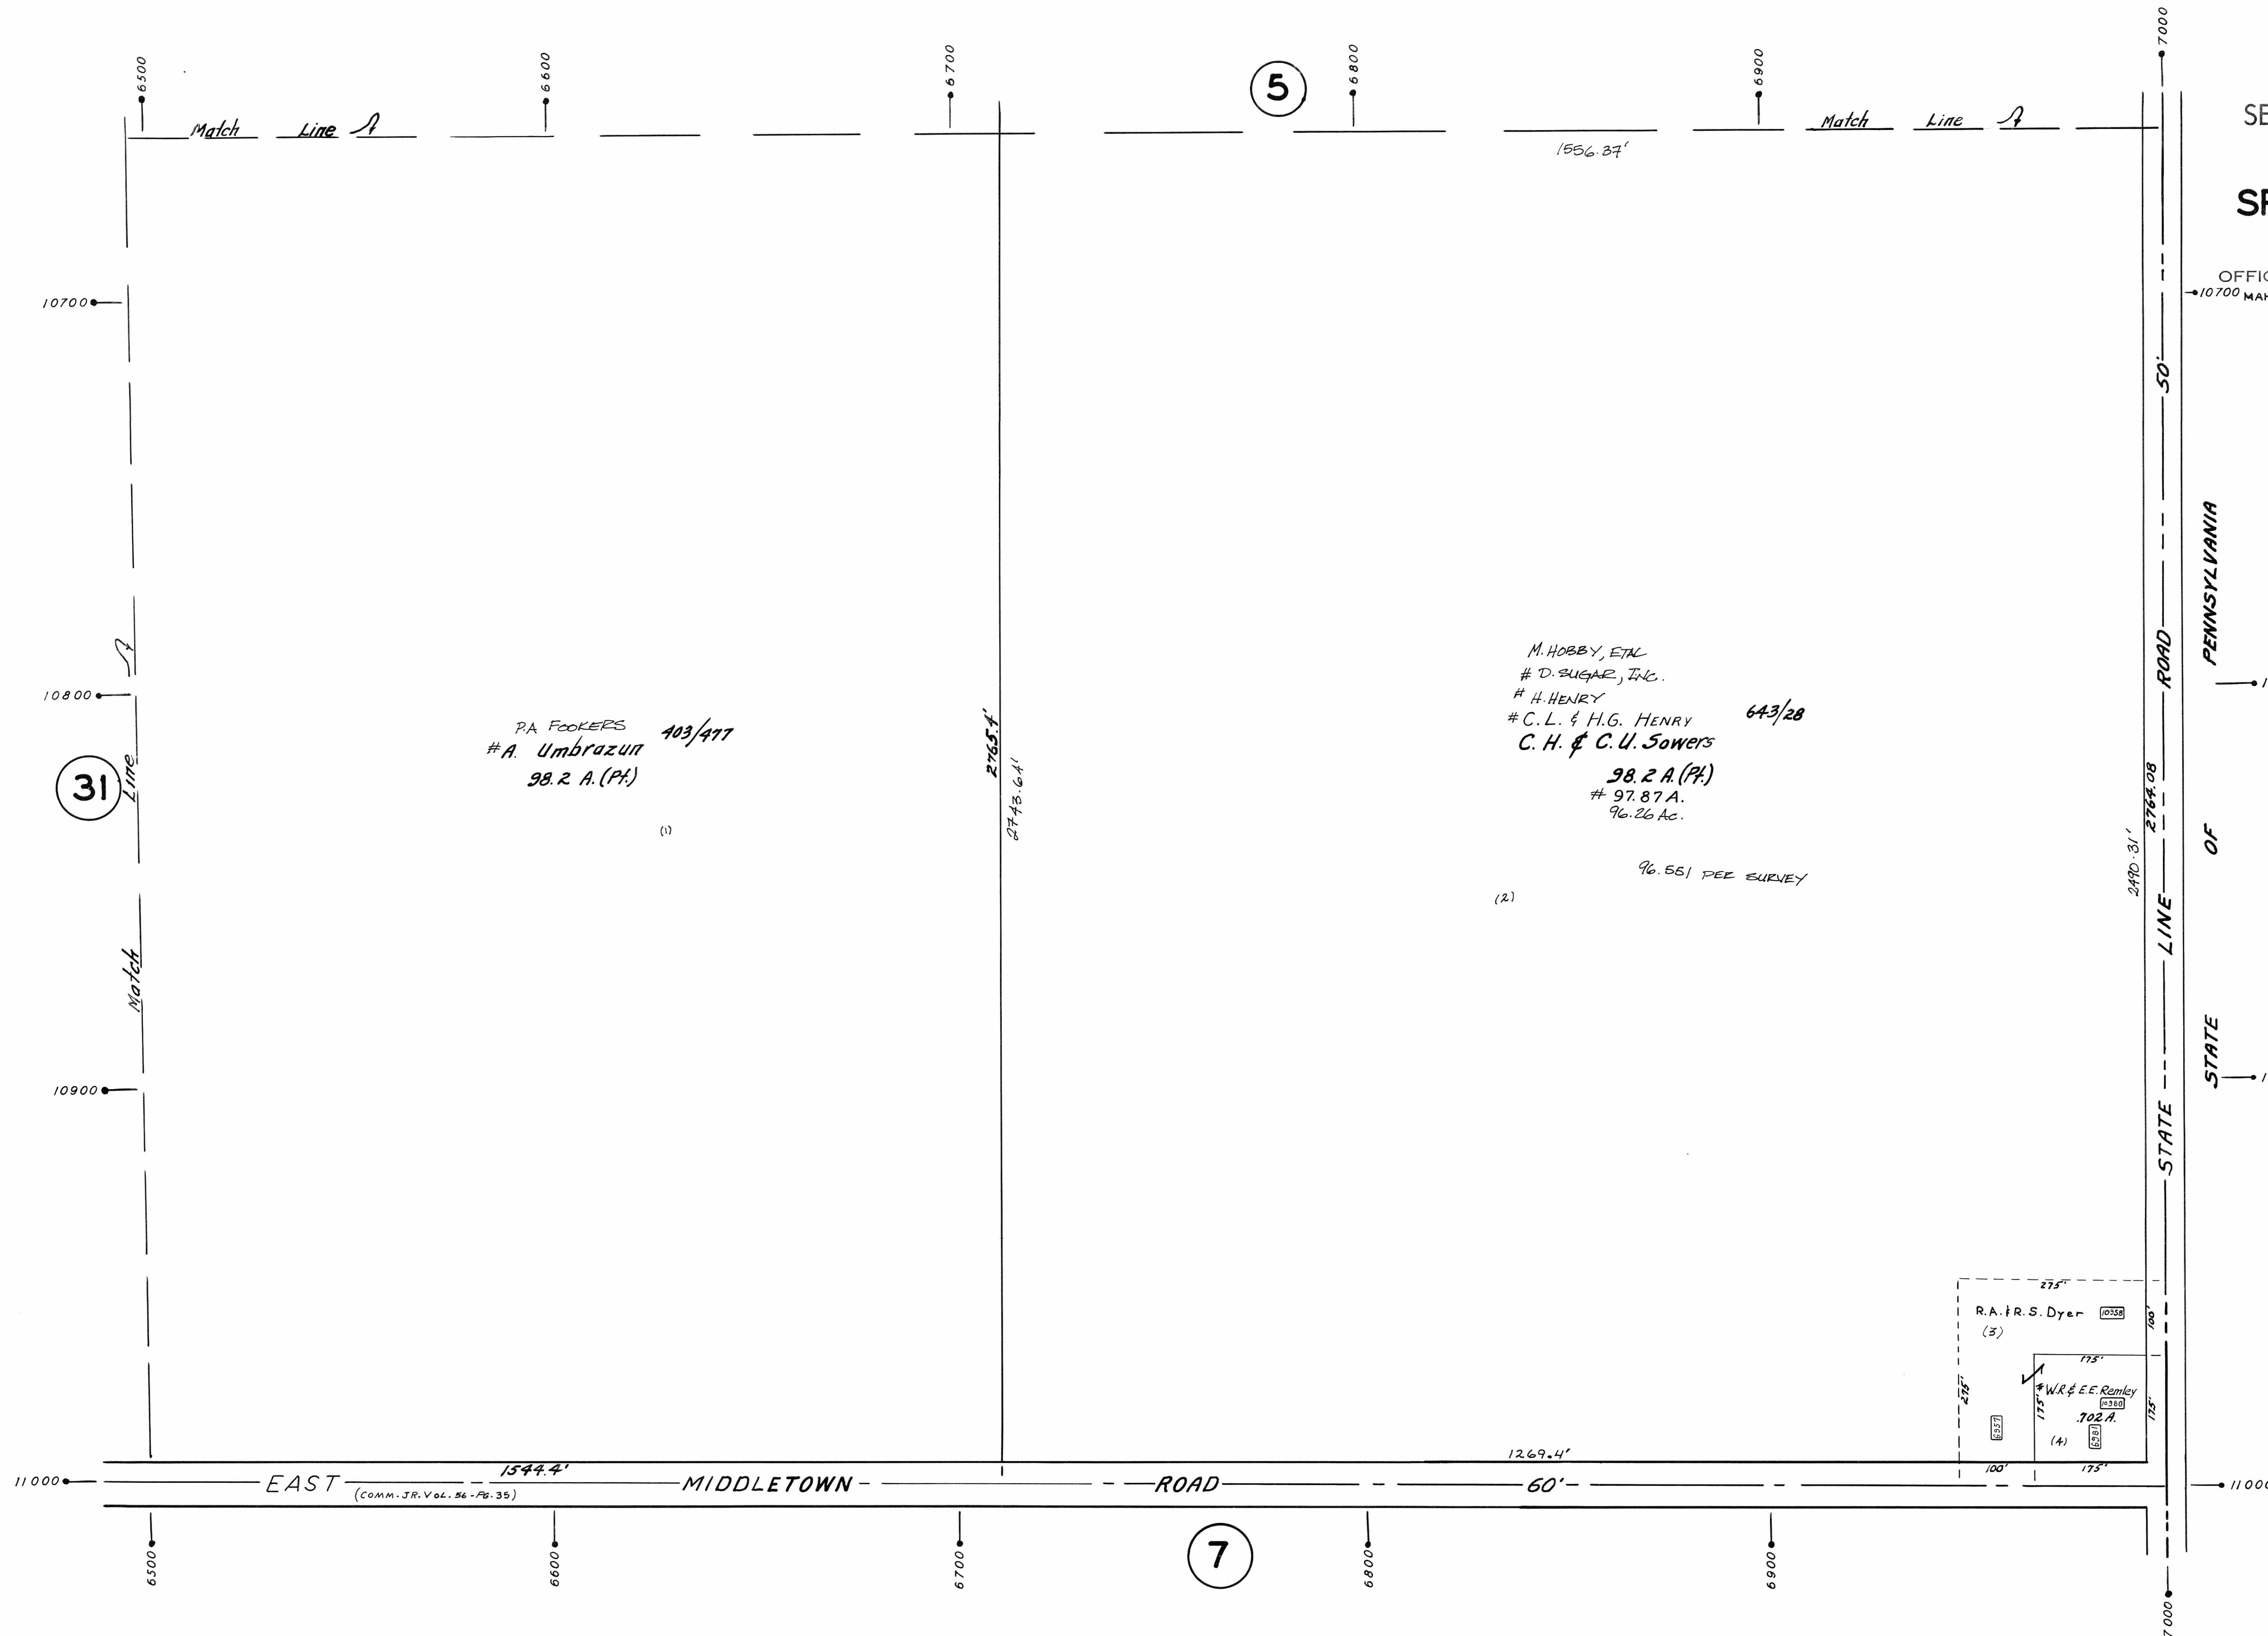 6500
6600
6700
5
6800
6900
7000
Match Line
Match Line
1556.37'
SE
SP
OFFIC
10700
10700 MAH
50'
PENNSYLVANIA
OF
STATE
STATE LINE ROAD
2764.08
2490.31'
10800
31
Match Line
10900
P.A FOOKERS
# A. Umbrazun 403/477
98.2 A. (Pt.)
(1)
2765.4'
2743.64'
M. HOBBY, ETAL
# D. SUGAR, INC.
# H. HENRY
# C.L. & H.G. HENRY 643/28
C. H. & C. U. Sowers
98.2 A. (Pt.)
# 97.87 A.
96.26 Ac.
96.551 PER SURVEY
(2)
275'
R.A. & R.S. Dyer 10958
(3)
100'
175'
275'
175'
# W.R. & E.E. Remley
10980
.702 A.
(4)
6981
6957
175'
100'
175'
1269.4'
11000
1544.4'
EAST MIDDLETOWN ROAD 60'
(COMM. JR. VOL. 56 - PG. 35)
11000
6500
6600
6700
7
6800
6900
7000